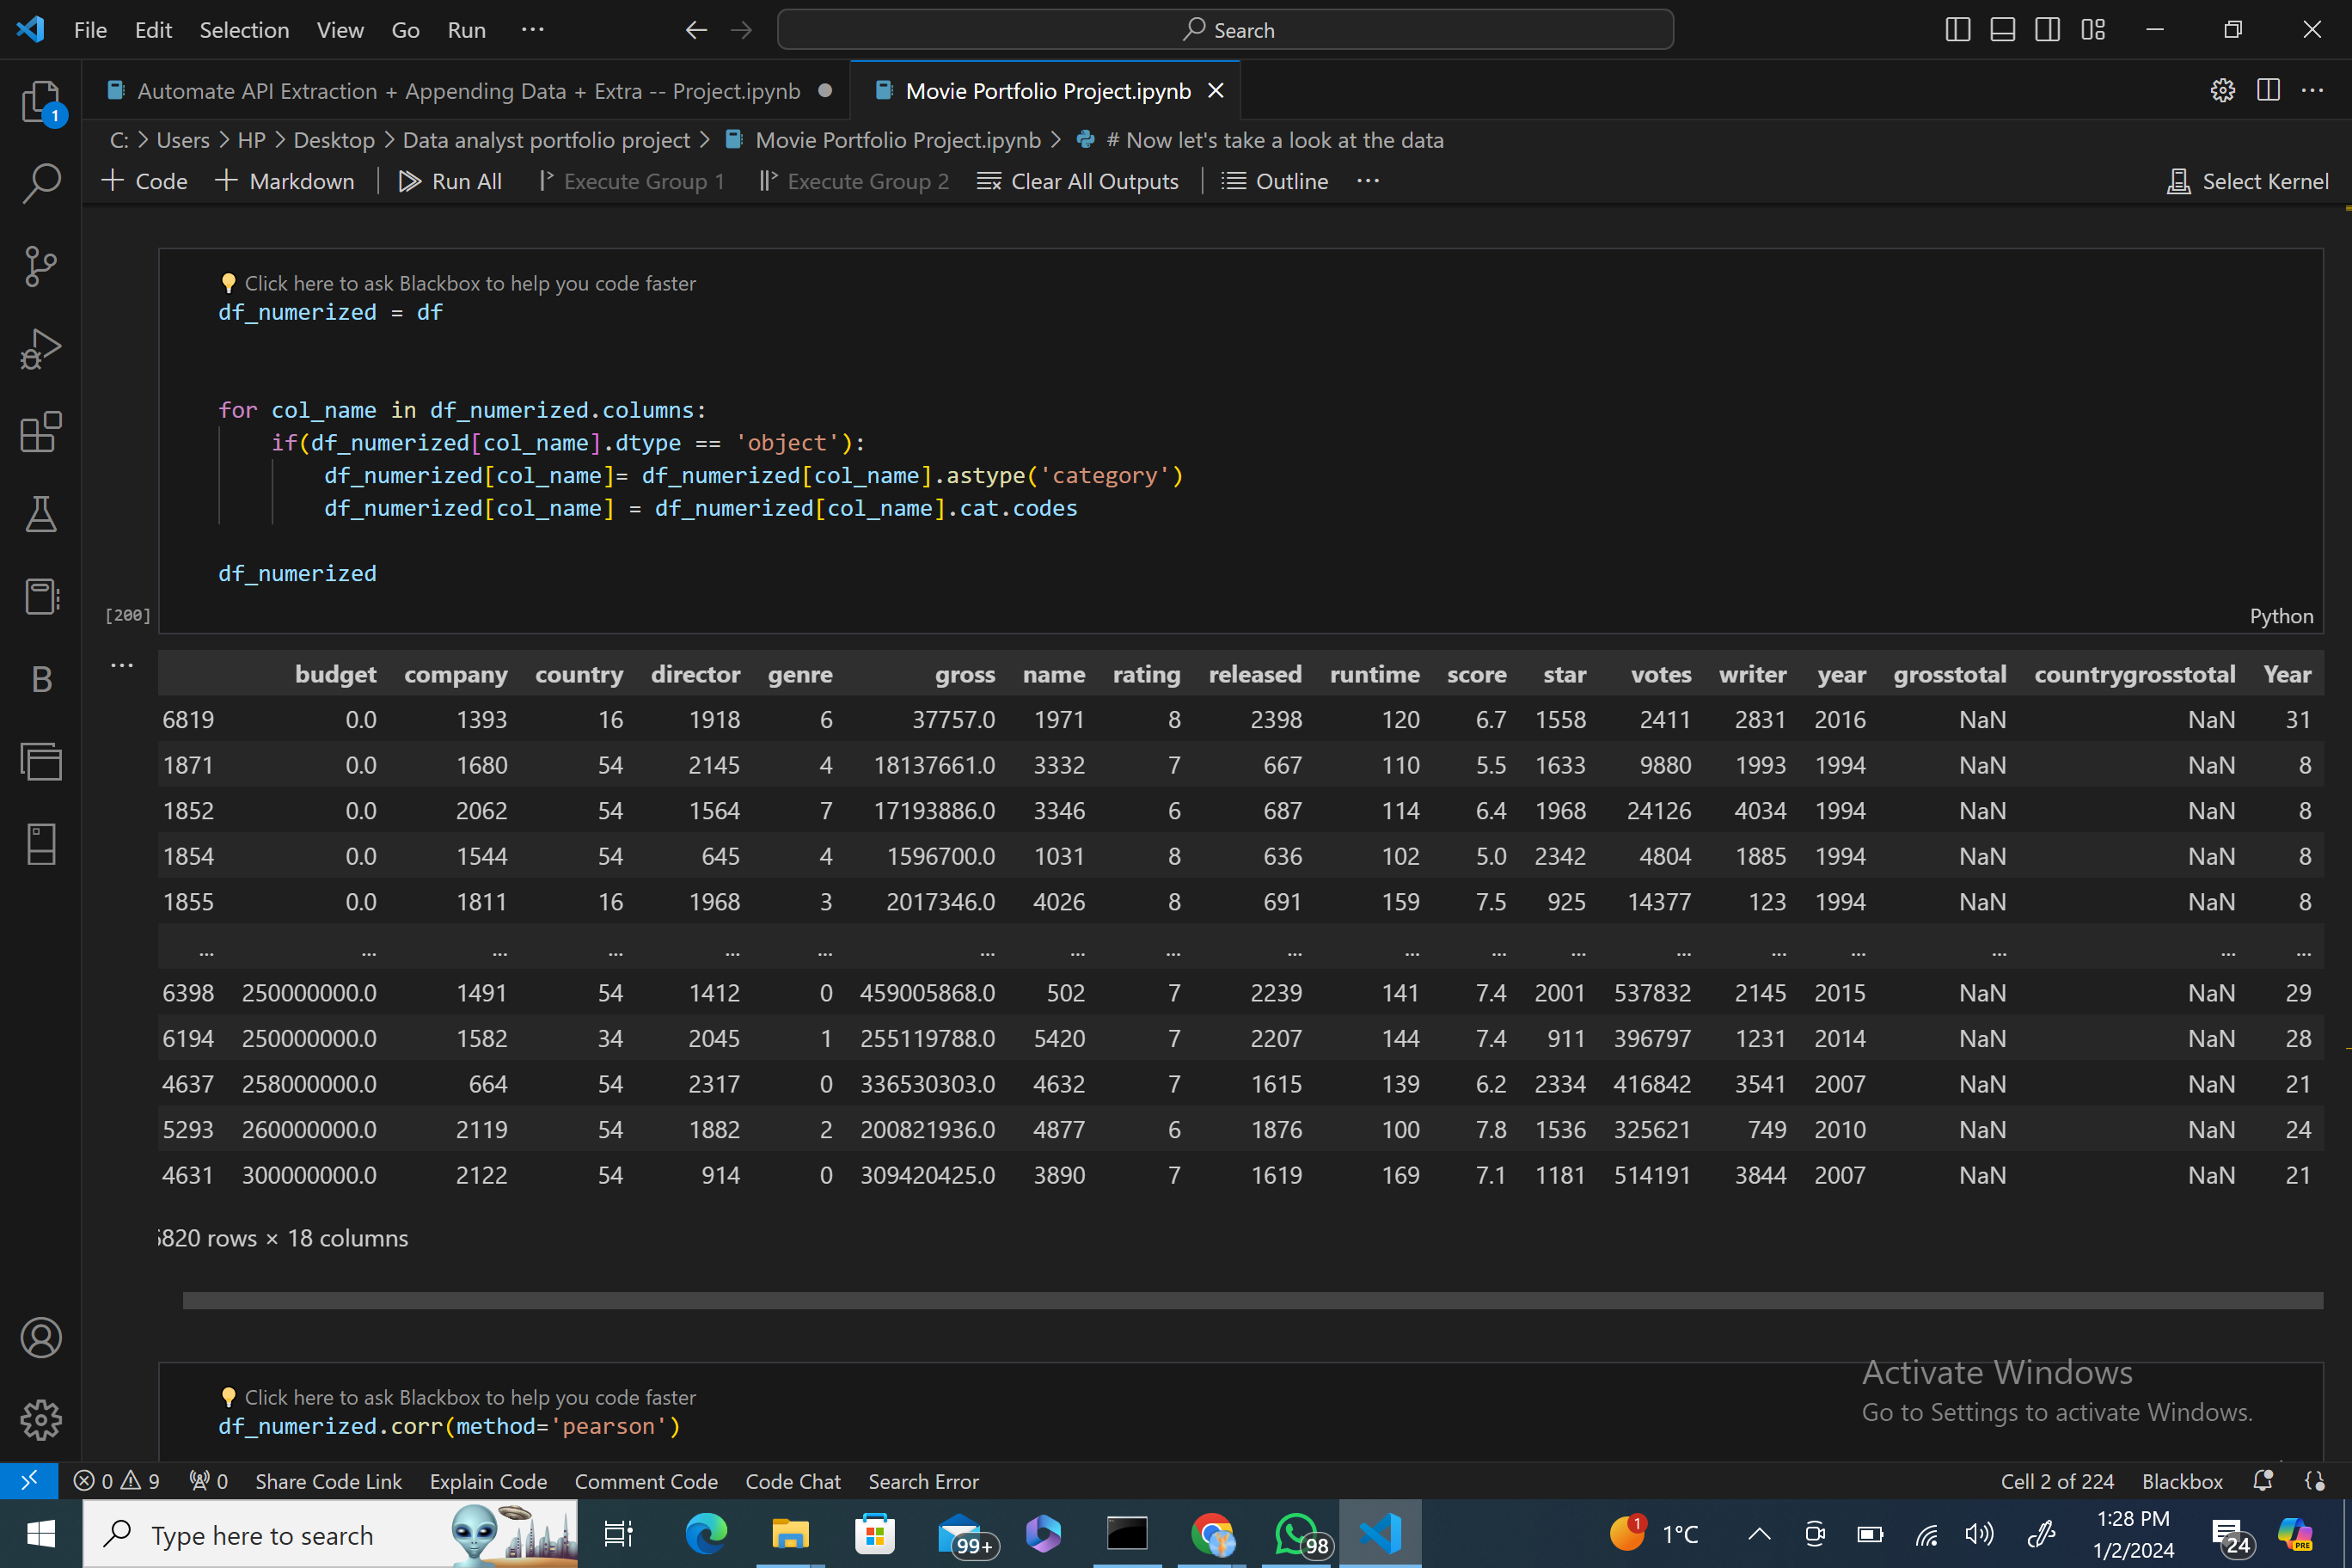 File Edit Selection View Go Run ··· Search
1
Automate API Extraction + Appending Data + Extra -- Project.ipynb Movie Portfolio Project.ipynb
C: > Users > HP > Desktop > Data analyst portfolio project > Movie Portfolio Project.ipynb > # Now let's take a look at the data
+ Code + Markdown Run All Execute Group 1 Execute Group 2 Clear All Outputs Outline ··· Select Kernel
Click here to ask Blackbox to help you code faster
df_numerized = df
for col_name in df_numerized.columns:
if(df_numerized[col_name].dtype == 'object'):
df_numerized[col_name]= df_numerized[col_name].astype('category')
df_numerized[col_name] = df_numerized[col_name].cat.codes
df_numerized
[200] Python
budget company country director genre gross name rating released runtime score star votes writer year grosstotal countrygrosstotal Year
6819 0.0 1393 16 1918 6 37757.0 1971 8 2398 120 6.7 1558 2411 2831 2016 NaN NaN 31
1871 0.0 1680 54 2145 4 18137661.0 3332 7 667 110 5.5 1633 9880 1993 1994 NaN NaN 8
1852 0.0 2062 54 1564 7 17193886.0 3346 6 687 114 6.4 1968 24126 4034 1994 NaN NaN 8
1854 0.0 1544 54 645 4 1596700.0 1031 8 636 102 5.0 2342 4804 1885 1994 NaN NaN 8
1855 0.0 1811 16 1968 3 2017346.0 4026 8 691 159 7.5 925 14377 123 1994 NaN NaN 8
... ... ... ... ... ... ... ... ... ... ... ... ... ... ... ... ... ... ...
6398 250000000.0 1491 54 1412 0 459005868.0 502 7 2239 141 7.4 2001 537832 2145 2015 NaN NaN 29
6194 250000000.0 1582 34 2045 1 255119788.0 5420 7 2207 144 7.4 911 396797 1231 2014 NaN NaN 28
4637 258000000.0 664 54 2317 0 336530303.0 4632 7 1615 139 6.2 2334 416842 3541 2007 NaN NaN 21
5293 260000000.0 2119 54 1882 2 200821936.0 4877 6 1876 100 7.8 1536 325621 749 2010 NaN NaN 24
4631 300000000.0 2122 54 914 0 309420425.0 3890 7 1619 169 7.1 1181 514191 3844 2007 NaN NaN 21
rows × 18 columns
Click here to ask Blackbox to help you code faster
df_numerized.corr(method='pearson')
Activate Windows
Go to Settings to activate Windows.
0 9 0 Share Code Link Explain Code Comment Code Code Chat Search Error Cell 2 of 224 Blackbox
Type here to search 99+ 98 1 1°C 1:28 PM 24 PRE
1/2/2024